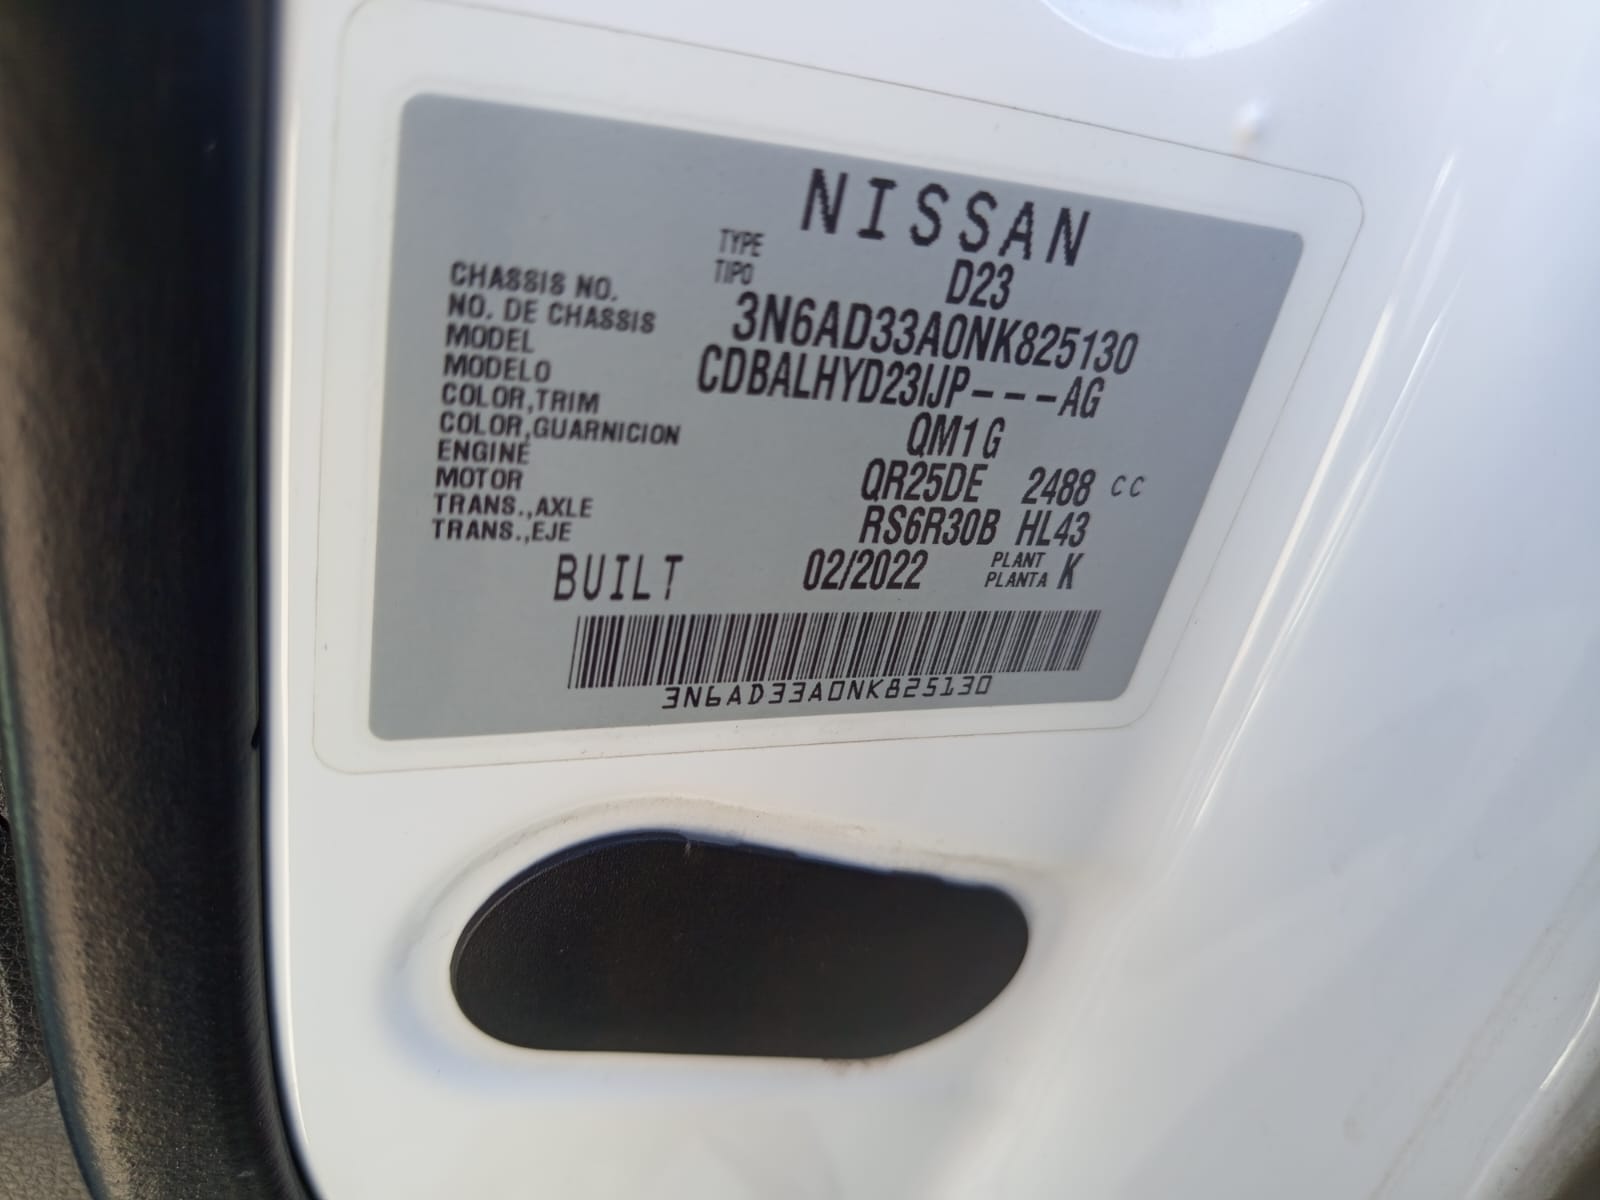 NISSAN
TYPE
TIPO D23
CHASSIS NO.
NO. DE CHASSIS 3N6AD33A0NK825130
MODEL
MODELO CDBALHYD23IJP---AG
COLOR,TRIM
COLOR,GUARNICION QM1 G
ENGINE
MOTOR QR25DE 2488 CC
TRANS.,AXLE
TRANS.,EJE RS6R30B HL43
BUILT 02/2022 PLANT
PLANTA K
3N6AD33A0NK825130